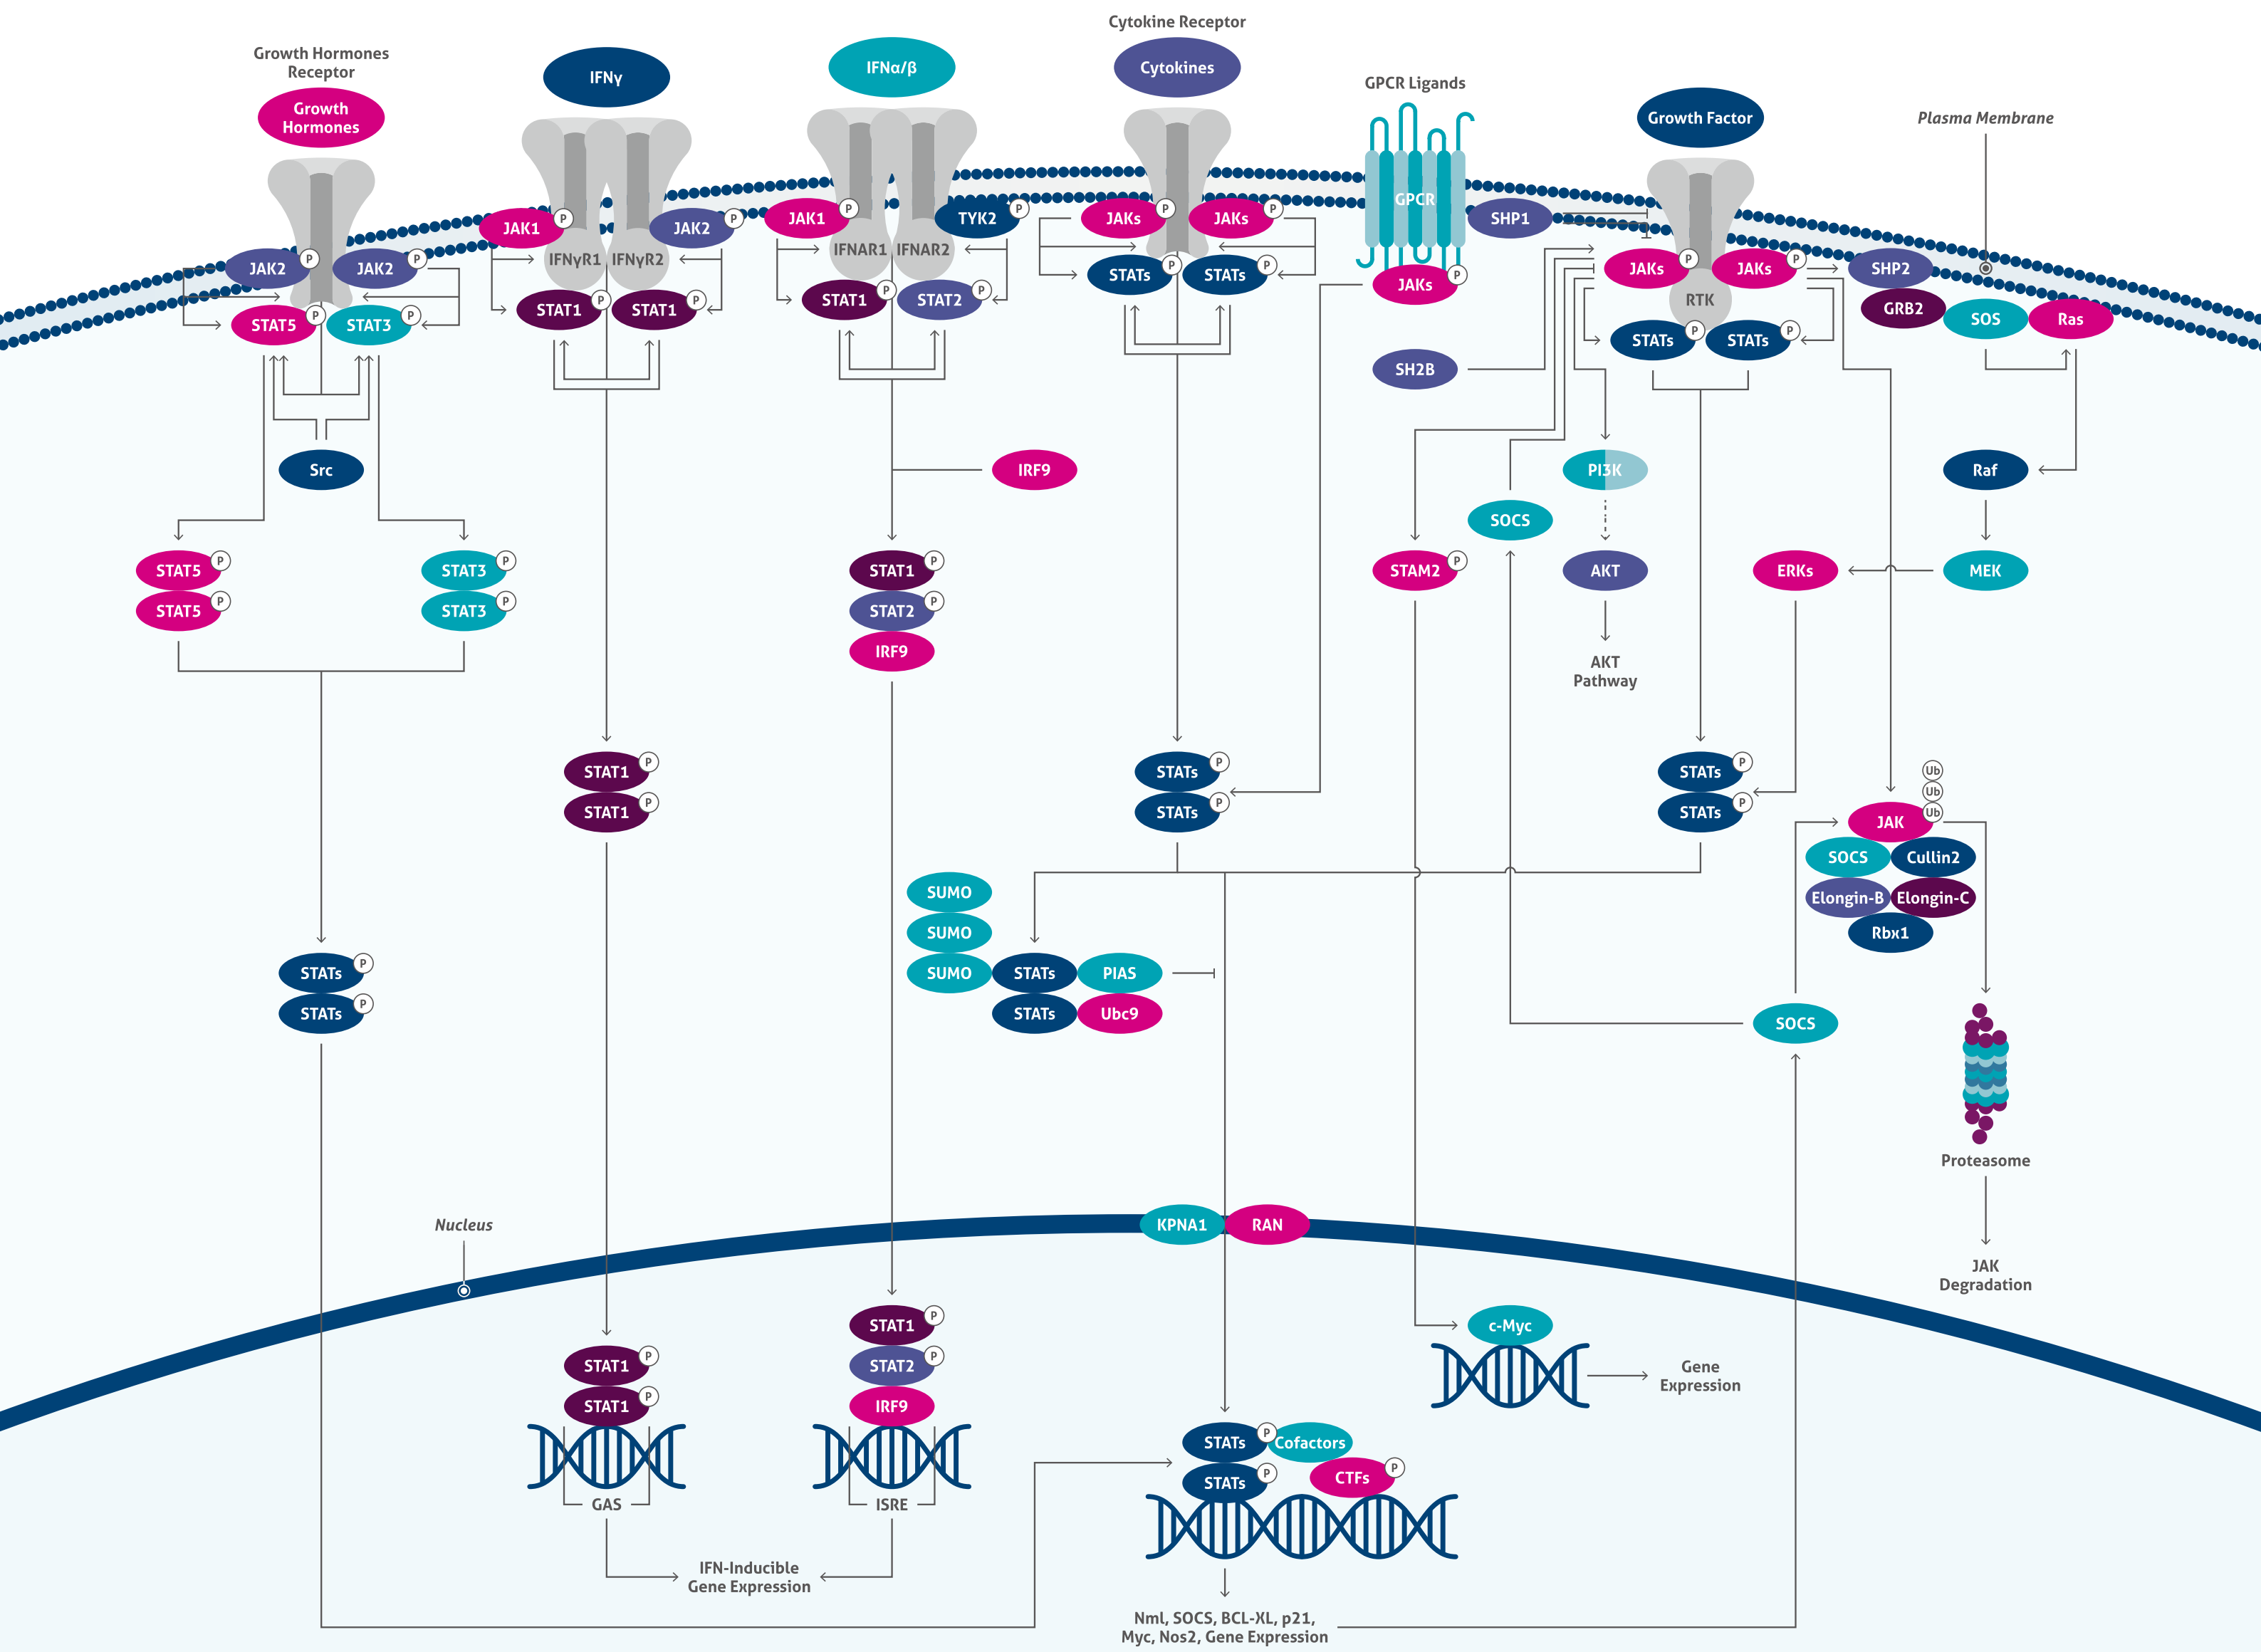 Cytokine Receptor
Growth Hormones
Receptor
IFNγ
IFNα/β
Cytokines
GPCR Ligands
Growth
Hormones
Growth Factor
Plasma Membrane
JAK1 P
JAK2 P
JAK1 P
TYK2 P
JAKs P
JAKs P
GPCR
SHP1
IFNγR1
IFNγR2
IFNAR1
IFNAR2
JAK2 P
JAK2 P
STATs P
STATs P
JAKs P
JAKs P
JAKs P
SHP2
RTK
GRB2
SOS
Ras
STAT5 P
STAT3 P
STAT1 P
STAT1 P
STAT1 P
STAT2 P
STATs P
STATs P
SH2B
Src
IRF9
PI3K
Raf
SOCS
STAT5 P
STAT5 P
STAT3 P
STAT3 P
STAT1 P
STAT2 P
IRF9
STAM2 P
AKT
ERKs
MEK
AKT
Pathway
STAT1 P
STAT1 P
STATs P
STATs P
STATs P
STATs P
Ub
Ub
Ub
JAK
SOCS
Cullin2
Elongin-B
Elongin-C
Rbx1
SUMO
SUMO
SUMO
STATs
PIAS
STATs
Ubc9
STATs P
STATs P
SOCS
Proteasome
Nucleus
KPNA1
RAN
JAK
Degradation
STAT1 P
STAT1 P
STAT1 P
STAT2 P
IRF9
c-Myc
Gene
Expression
STATs P
Cofactors
STATs P
CTFs P
GAS
ISRE
IFN-Inducible
Gene Expression
Nml, SOCS, BCL-XL, p21,
Myc, Nos2, Gene Expression